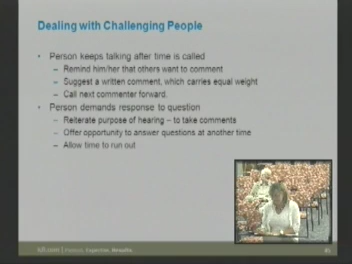 Dealing with Challenging People
• Person keeps talking after time is called
– Remind him/her that others want to comment
– Suggest a written comment, which carries equal weight
– Call next commenter forward.
• Person demands response to question
– Reiterate purpose of hearing – to take comments
– Offer opportunity to answer questions at another time
– Allow time to run out
Expertise. Results.